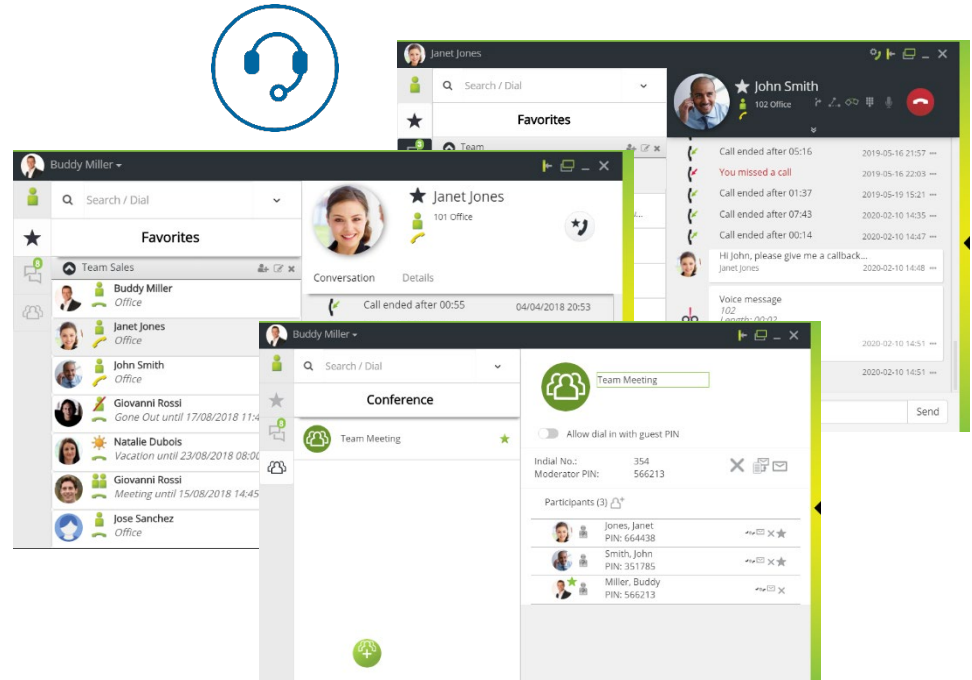 Janet Jones
Search / Dial
Favorites
Team
John Smith
102 Office
Call ended after 05:16
2019-05-16 21:57
You missed a call
2019-05-16 22:03
Call ended after 01:37
2019-05-19 15:21
Call ended after 07:43
2020-02-10 14:35
Call ended after 00:14
2020-02-10 14:47
Hi John, please give me a callback...
Janet Jones
2020-02-10 14:48
Voice message
102
Length: 00:02
2020-02-10 14:51
2020-02-10 14:51
Send
Buddy Miller
8
Search / Dial
Favorites
Team Sales
Buddy Miller
Office
Janet Jones
Office
John Smith
Office
Giovanni Rossi
Gone Out until 17/08/2018 11:4
Natalie Dubois
Vacation until 23/08/2018 08:00
Giovanni Rossi
Meeting until 15/08/2018 14:45
Jose Sanchez
Office
Janet Jones
101 Office
Conversation
Details
Call ended after 00:55
04/04/2018 20:53
Buddy Miller
8
Search / Dial
Conference
Team Meeting
Team Meeting
Allow dial in with guest PIN
Indial No.:
354
Moderator PIN:
566213
Participants (3)
Jones, Janet
PIN: 664438
Smith, John
PIN: 351785
Miller, Buddy
PIN: 566213